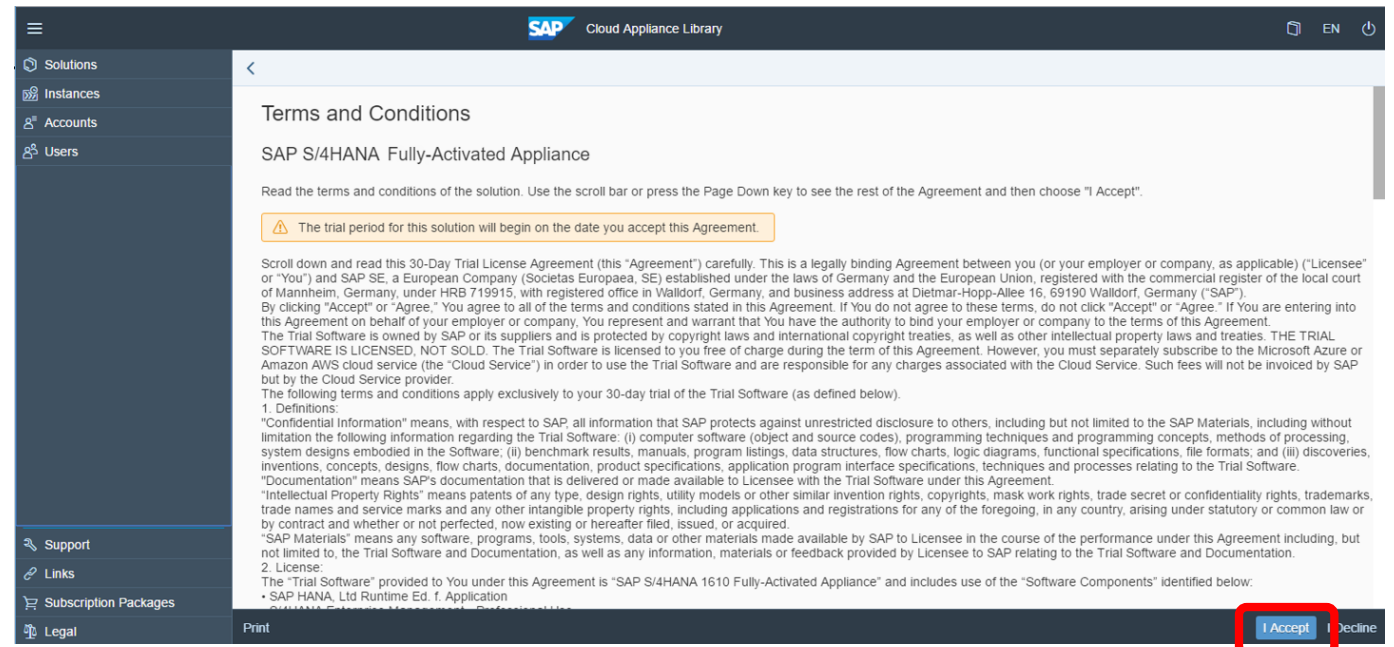 SAP Cloud Appliance Library
EN
Solutions
Instances
Accounts
Users
Support
Links
Subscription Packages
Legal
Terms and Conditions
SAP S/4HANA Fully-Activated Appliance
Read the terms and conditions of the solution. Use the scroll bar or press the Page Down key to see the rest of the Agreement and then choose "I Accept".
The trial period for this solution will begin on the date you accept this Agreement.
Scroll down and read this 30-Day Trial License Agreement (this “Agreement”) carefully. This is a legally binding Agreement between you (or your employer or company, as applicable) (“Licensee”
or “You”) and SAP SE, a European Company (Societas Europaea, SE) established under the laws of Germany and the European Union, registered with the commercial register of the local court
of Mannheim, Germany, under HRB 719915, with registered office in Walldorf, Germany, and business address at Dietmar-Hopp-Allee 16, 69190 Walldorf, Germany (“SAP”).
By clicking "Accept" or “Agree,” You agree to all of the terms and conditions stated in this Agreement. If You do not agree to these terms, do not click "Accept" or “Agree.” If You are entering into
this Agreement on behalf of your employer or company, You represent and warrant that You have the authority to bind your employer or company to the terms of this Agreement.
The Trial Software is owned by SAP or its suppliers and is protected by copyright laws and international copyright treaties, as well as other intellectual property laws and treaties. THE TRIAL
SOFTWARE IS LICENSED, NOT SOLD. The Trial Software is licensed to you free of charge during the term of this Agreement. However, you must separately subscribe to the Microsoft Azure or
Amazon AWS cloud service (the “Cloud Service”) in order to use the Trial Software and are responsible for any charges associated with the Cloud Service. Such fees will not be invoiced by SAP
but by the Cloud Service provider.
The following terms and conditions apply exclusively to your 30-day trial of the Trial Software (as defined below).
1. Definitions:
"Confidential Information" means, with respect to SAP, all information that SAP protects against unrestricted disclosure to others, including but not limited to the SAP Materials, including without
limitation the following information regarding the Trial Software: (i) computer software (object and source codes), programming techniques and programming concepts, methods of processing,
system designs embodied in the Software; (ii) benchmark results, manuals, program listings, data structures, flow charts, logic diagrams, functional specifications, file formats; and (iii) discoveries,
inventions, concepts, designs, flow charts, documentation, product specifications, application program interface specifications, techniques and processes relating to the Trial Software.
"Documentation" means SAP's documentation that is delivered or made available to Licensee with the Trial Software under this Agreement.
“Intellectual Property Rights” means patents of any type, design rights, utility models or other similar invention rights, copyrights, mask work rights, trade secret or confidentiality rights, trademarks,
trade names and service marks and any other intangible property rights, including applications and registrations for any of the foregoing, in any country, arising under statutory or common law or
by contract and whether or not perfected, now existing or hereafter filed, issued, or acquired.
“SAP Materials” means any software, programs, tools, systems, data or other materials made available by SAP to Licensee in the course of the performance under this Agreement including, but
not limited to, the Trial Software and Documentation, as well as any information, materials or feedback provided by Licensee to SAP relating to the Trial Software and Documentation.
2. License:
The “Trial Software” provided to You under this Agreement is “SAP S/4HANA 1610 Fully-Activated Appliance” and includes use of the “Software Components” identified below:
• SAP HANA, Ltd Runtime Ed. f. Application
• S/4HANA Enterprise Management - Professional Use
Print
I Accept
I Decline